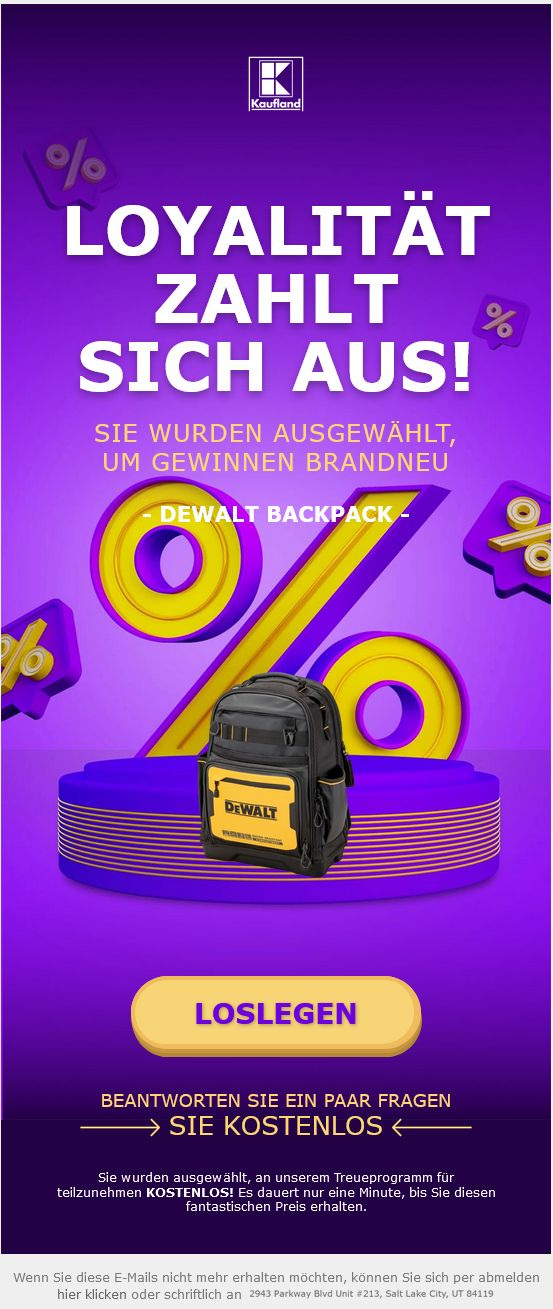 Kaufland
LOYALITÄT
ZAHLT
SICH AUS!
SIE WURDEN AUSGEWÄHLT,
UM GEWINNEN BRANDNEU
- DEWALT BACKPACK -
DEWALT
LOSLEGEN
BEANTWORTEN SIE EIN PAAR FRAGEN
SIE KOSTENLOS
Sie wurden ausgewählt, an unserem Treueprogramm für
teilzunehmen KOSTENLOS! Es dauert nur eine Minute, bis Sie diesen
fantastischen Preis erhalten.
Wenn Sie diese E-Mails nicht mehr erhalten möchten, können Sie sich per abmelden
hier klicken oder schriftlich an 2943 Parkway Blvd Unit #213, Salt Lake City, UT 84119